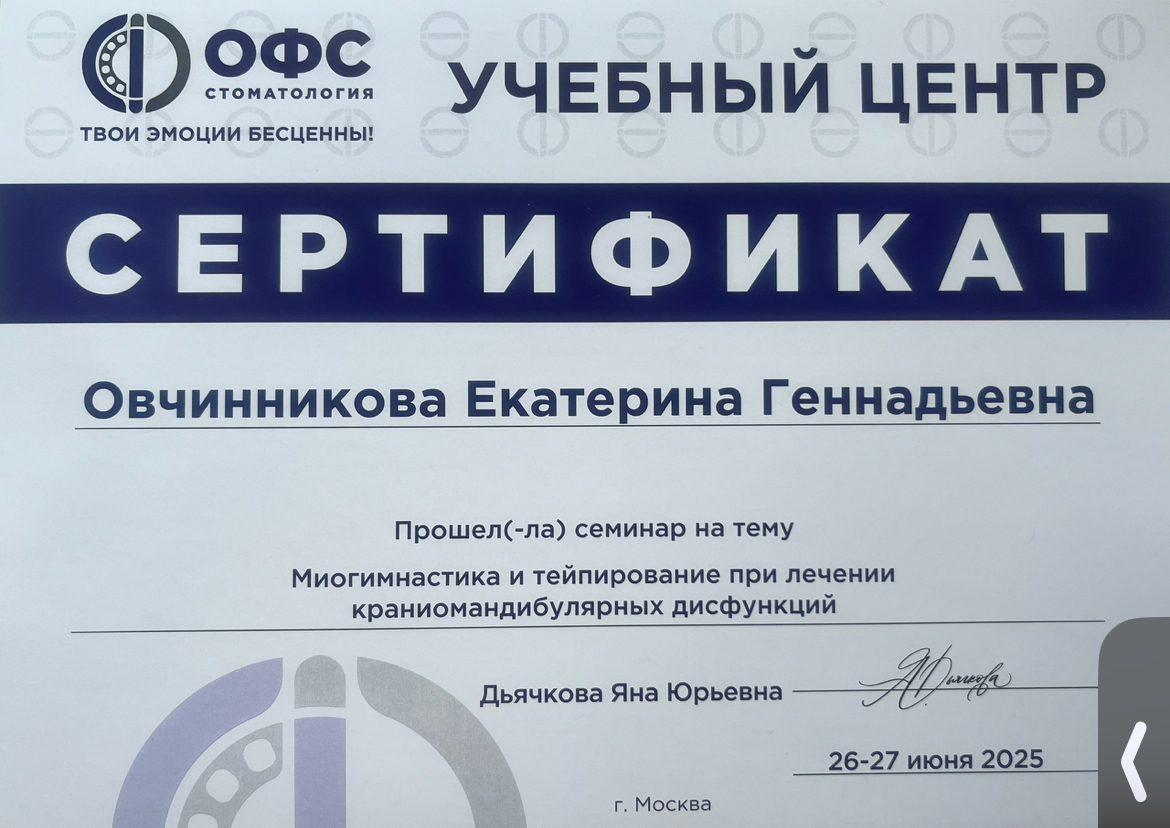 ОФС
СТОМАТОЛОГИЯ
ТВОИ ЭМОЦИИ БЕСЦЕННЫ!
УЧЕБНЫЙ ЦЕНТР
СЕРТИФИКАТ
Овчинникова Екатерина Геннадьевна
Прошел(-ла) семинар на тему
Миогимнастика и тейпирование при лечении
краниомандибулярных дисфункций
Дьячкова Яна Юрьевна
ЯДьячкова
26-27 июня 2025
г. Москва